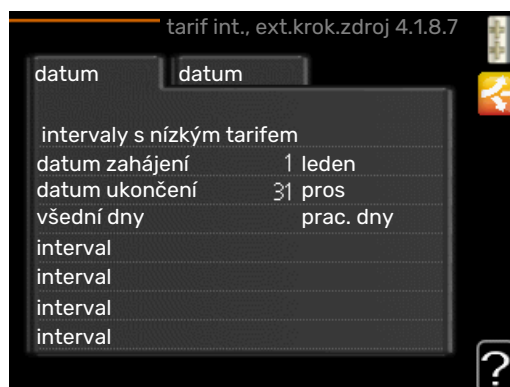 tarif int., ext.krok.zdroj 4.1.8.7
datum datum
intervaly s nízkým tarifem
datum zahájení 1 leden
datum ukončení 31 pros
všední dny prac. dny
interval
interval
interval
interval
?